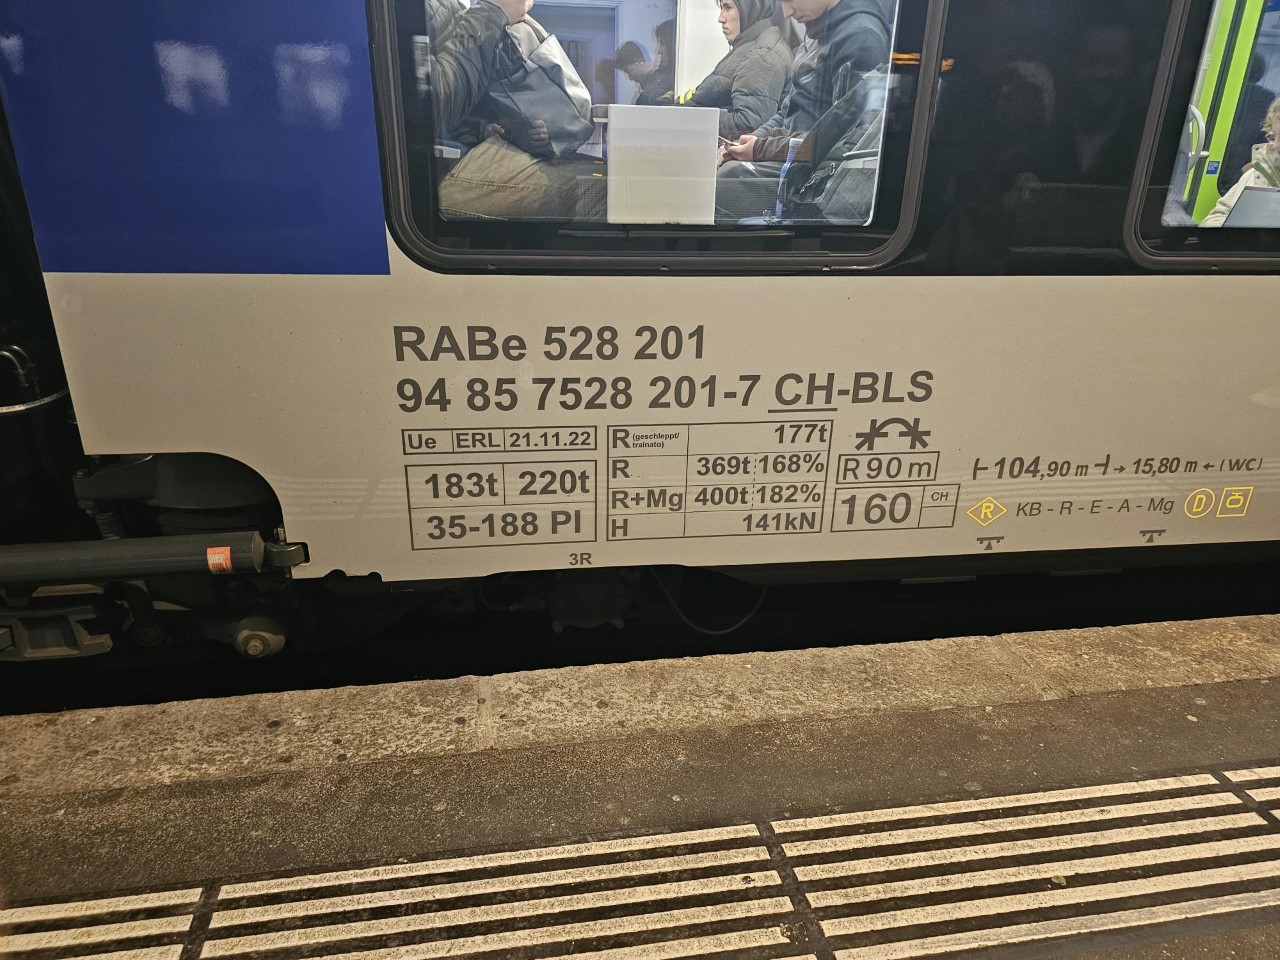 RABe 528 201
94 85 7528 201-7 CH-BLS
Ue ERL 21.11.22
183t 220t
35-188 Pl
R (geschleppt/trainato) 177t
R 369t 168%
R+Mg 400t 182%
H 141kN
3R
R 90 m
160 CH
104,90 m → 15,80 m ← (WC)
R KB - R - E - A - Mg D